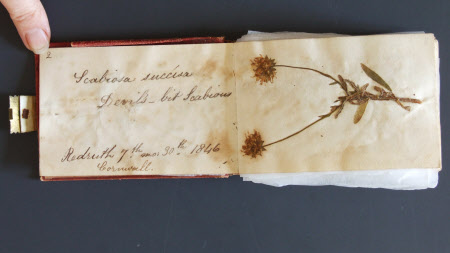 2
Scabiosa succisa
Devils-bit Scabious
Redruth 7th mo: 30th 1846
Cornwall.